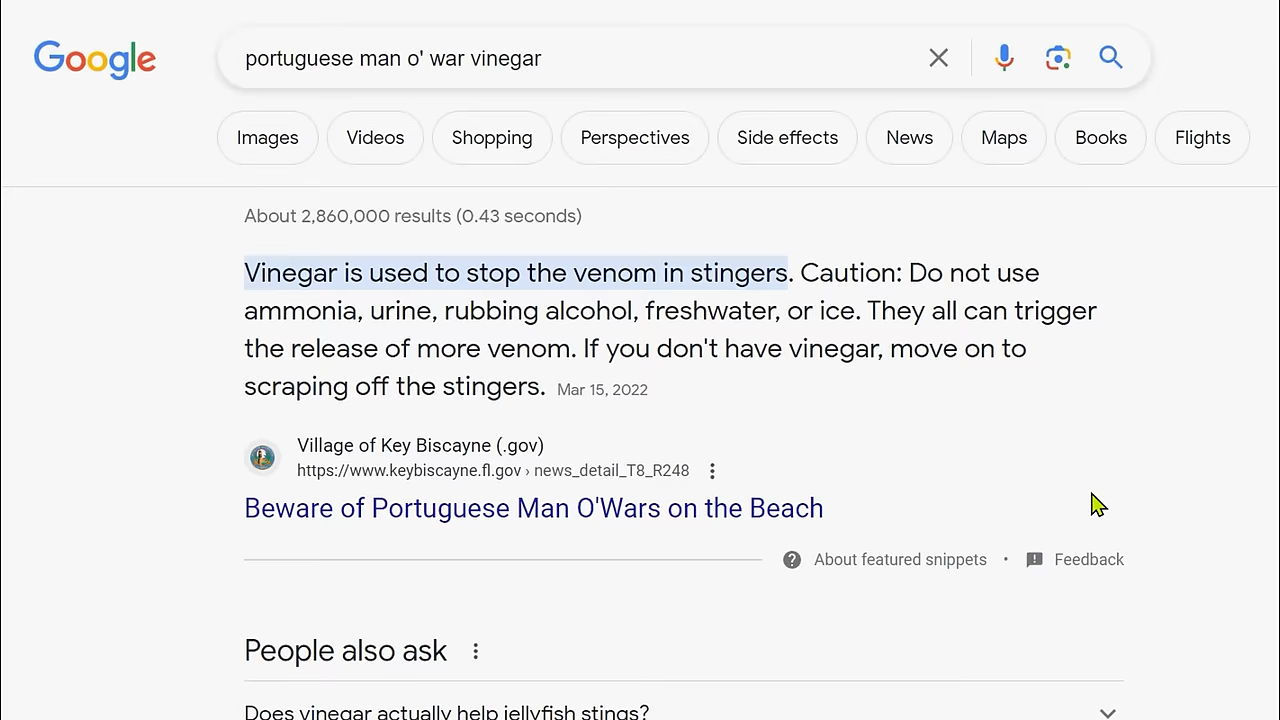 Google
portuguese man o' war vinegar
Images Videos Shopping Perspectives Side effects News Maps Books Flights
About 2,860,000 results (0.43 seconds)
Vinegar is used to stop the venom in stingers. Caution: Do not use
ammonia, urine, rubbing alcohol, freshwater, or ice. They all can trigger
the release of more venom. If you don't have vinegar, move on to
scraping off the stingers. Mar 15, 2022
Village of Key Biscayne (.gov)
https://www.keybiscayne.fl.gov › news_detail_T8_R248
Beware of Portuguese Man O'Wars on the Beach
About featured snippets • Feedback
People also ask
Does vinegar actually help jellyfish stings?